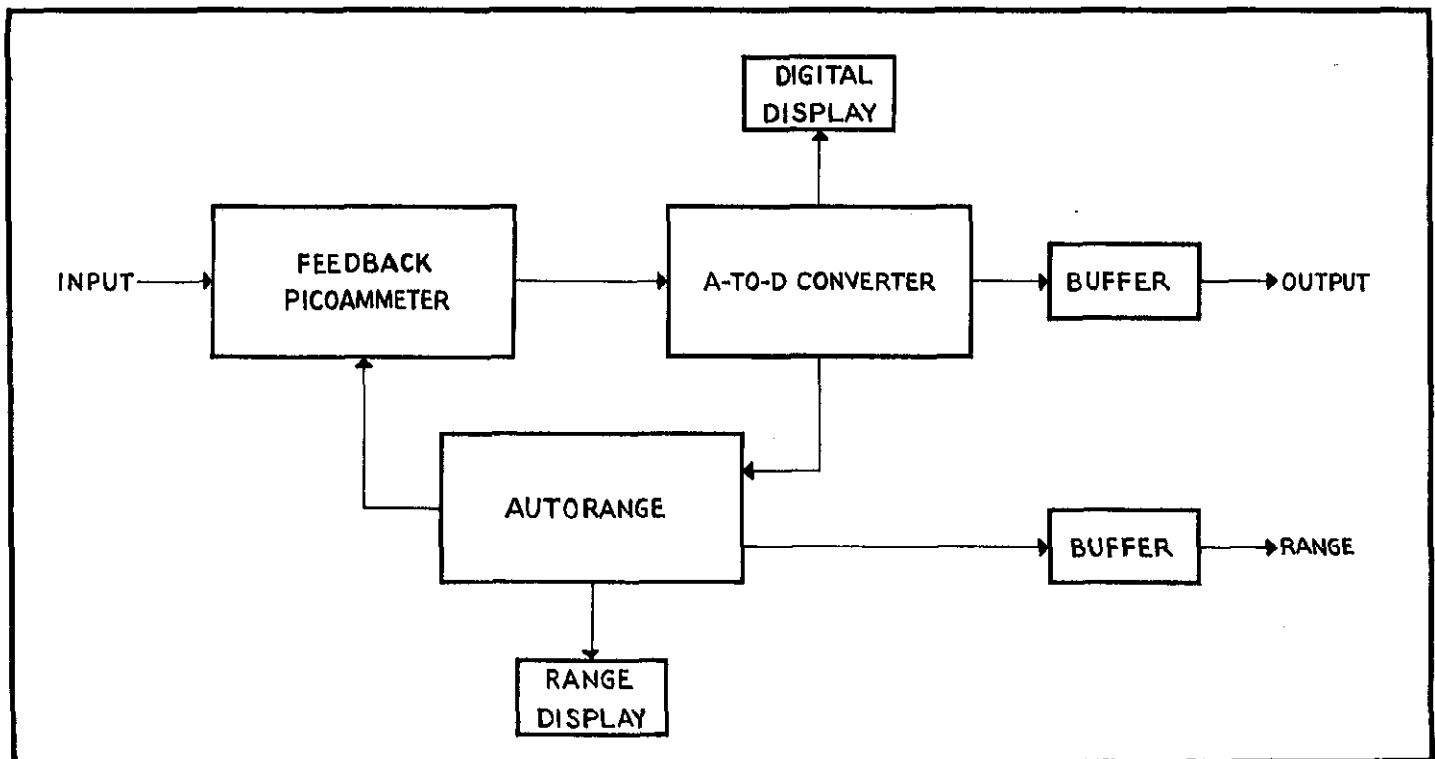 DIGITAL
DISPLAY
INPUT
FEEDBACK
PICOAMMETER
A-TO-D CONVERTER
BUFFER
OUTPUT
AUTORANGE
BUFFER
RANGE
RANGE
DISPLAY